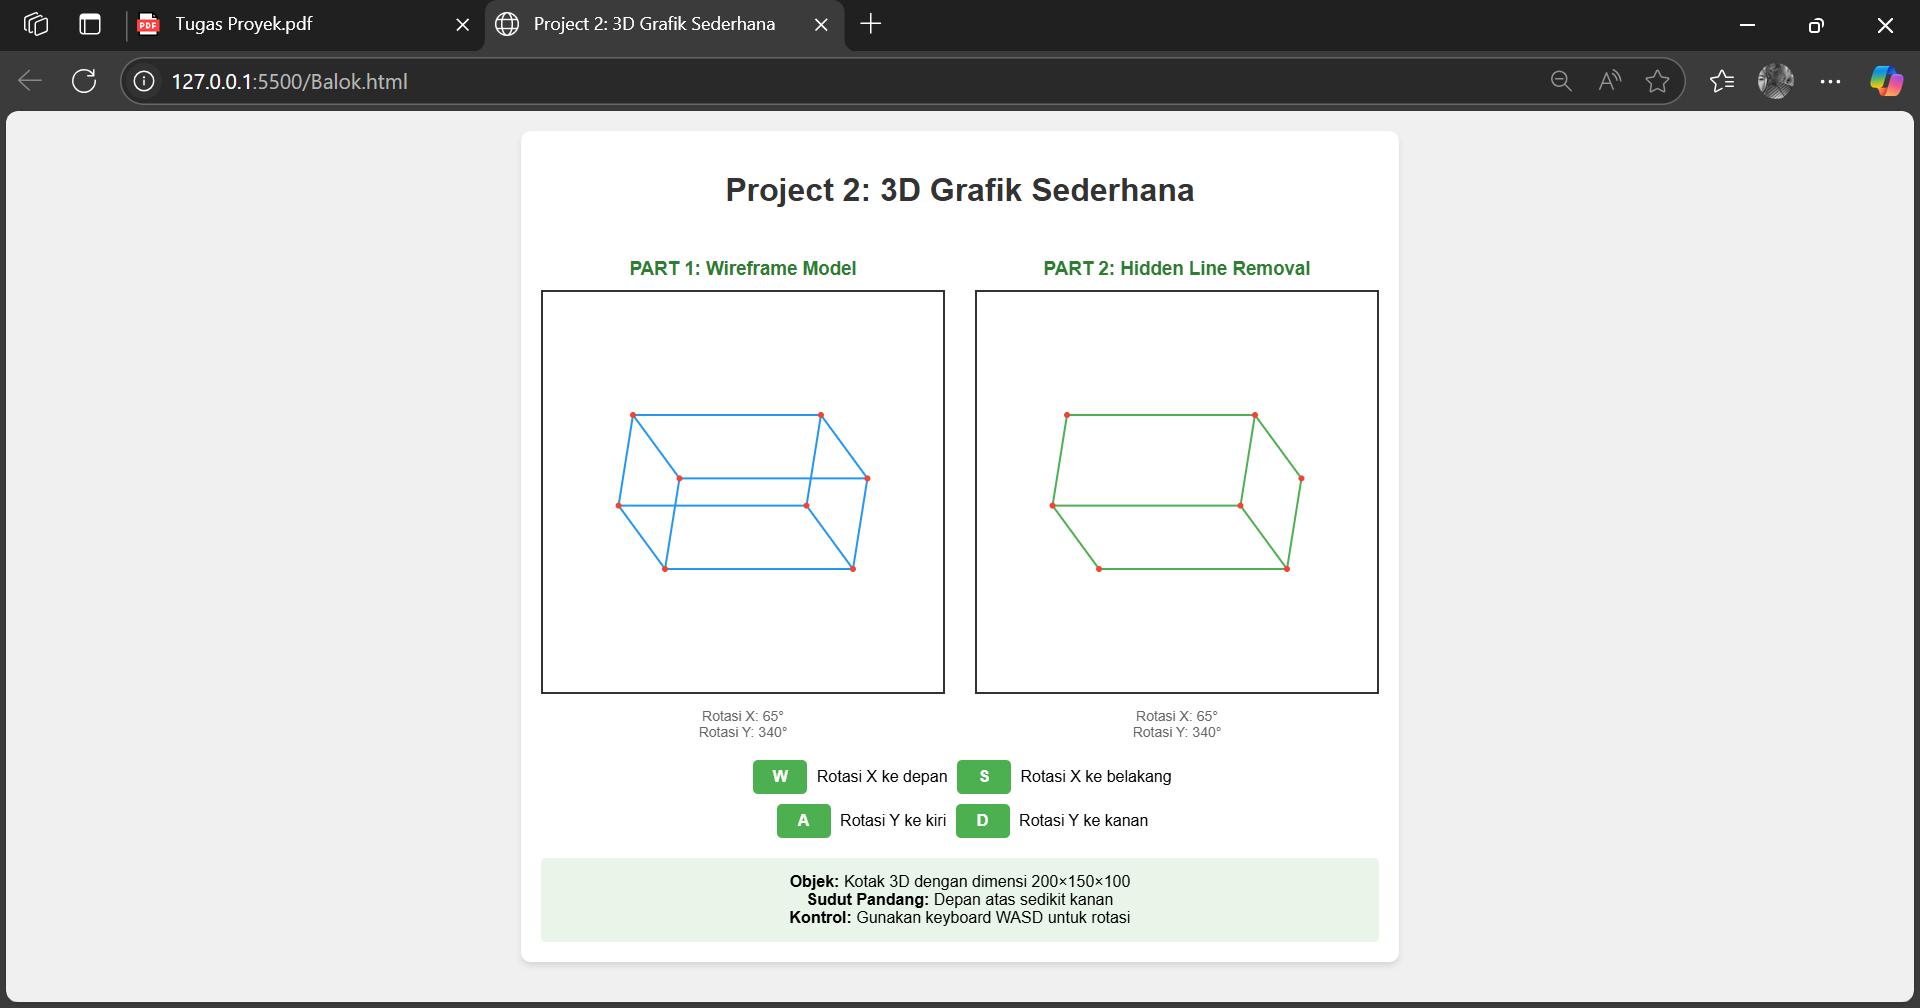 Tugas Proyek.pdf
Project 2: 3D Grafik Sederhana
127.0.0.1:5500/Balok.html
Project 2: 3D Grafik Sederhana
PART 1: Wireframe Model
PART 2: Hidden Line Removal
Rotasi X: 65°
Rotasi Y: 340°
Rotasi X: 65°
Rotasi Y: 340°
W Rotasi X ke depan S Rotasi X ke belakang
A Rotasi Y ke kiri D Rotasi Y ke kanan
Objek: Kotak 3D dengan dimensi 200×150×100
Sudut Pandang: Depan atas sedikit kanan
Kontrol: Gunakan keyboard WASD untuk rotasi